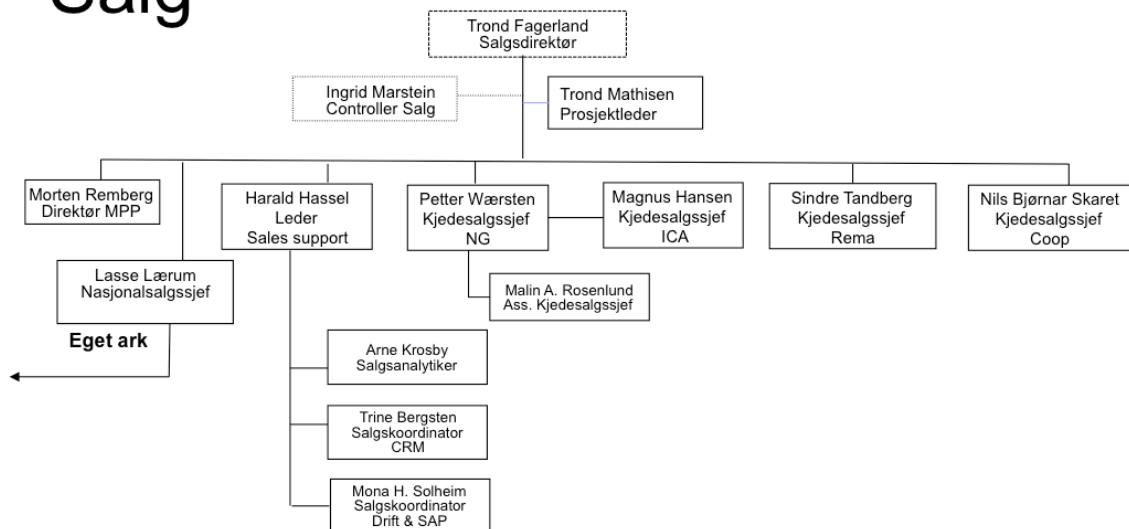 Salg
Trond Fagerland
Salgsdirektør
Ingrid Marstein
Controller Salg
Trond Mathisen
Prosjektleder
Morten Remberg
Direktør MPP
Harald Hassel
Leder
Sales support
Petter Wærsten
Kjedesalgssjef
NG
Magnus Hansen
Kjedesalgssjef
ICA
Sindre Tandberg
Kjedesalgssjef
Rema
Nils Bjørnar Skaret
Kjedesalgssjef
Coop
Lasse Lærum
Nasjonalsalgssjef
Malin A. Rosenlund
Ass. Kjedesalgssjef
Eget ark
Arne Krosby
Salgsanalytiker
Trine Bergsten
Salgskoordinator
CRM
Mona H. Solheim
Salgskoordinator
Drift & SAP